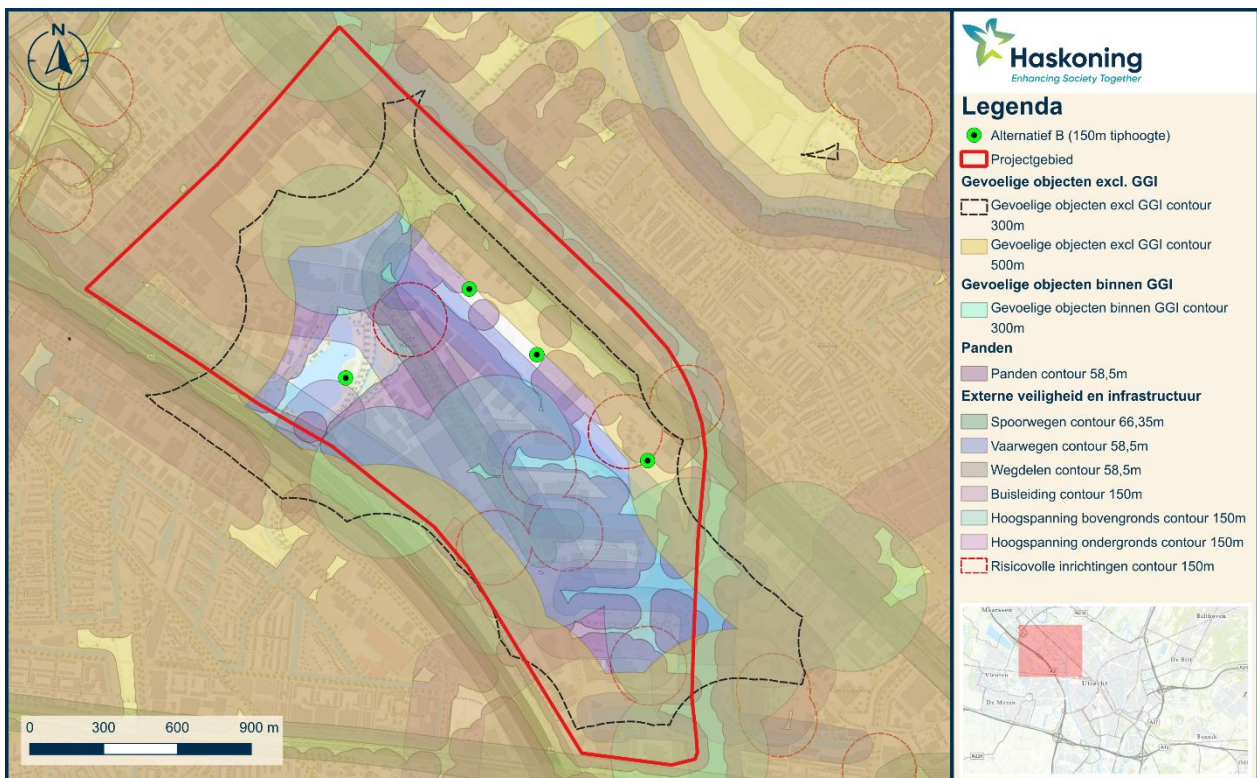 N
0 300 600 900 m
Haskoning
Enhancing Society Together
Legenda
Alternatief B (150m tiphoogte)
Projectgebied
Gevoelige objecten excl. GGI
Gevoelige objecten excl GGI contour
300m
Gevoelige objecten excl GGI contour
500m
Gevoelige objecten binnen GGI
Gevoelige objecten binnen GGI contour
300m
Panden
Panden contour 58,5m
Externe veiligheid en infrastructuur
Spoorwegen contour 66,35m
Vaarwegen contour 58,5m
Wegdelen contour 58,5m
Buisleiding contour 150m
Hoogspanning bovengronds contour 150m
Hoogspanning ondergronds contour 150m
Risicovolle inrichtingen contour 150m
Maarssen
Bilthoven
Vleuten
De Bilt
Utrecht
De Meern
Bunnik